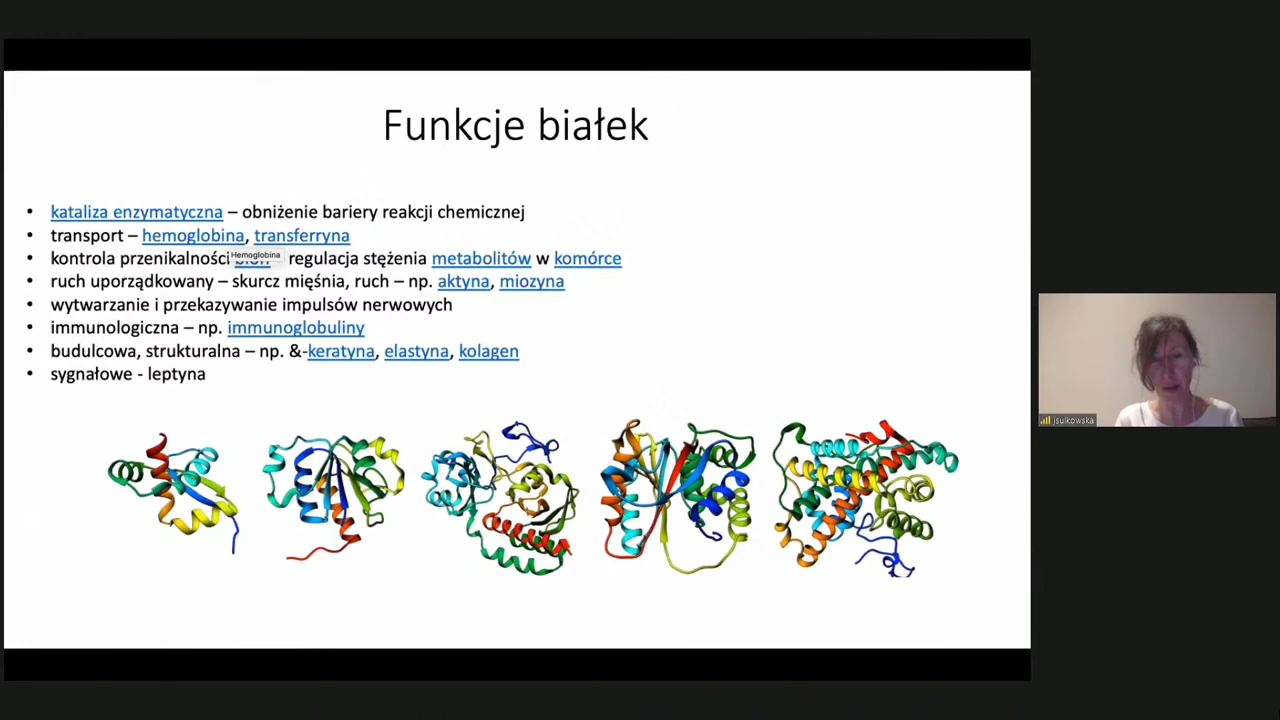 Funkcje białek
• kataliza enzymatyczna – obniżenie bariery reakcji chemicznej
• transport – hemoglobina, transferryna
• kontrola przenikalności regulacja stężenia metabolitów w komórce
Hemoglobina
• ruch uporządkowany – skurcz mięśnia, ruch – np. aktyna, miozyna
• wytwarzanie i przekazywanie impulsów nerwowych
• immunologiczna – np. immunoglobuliny
• budulcowa, strukturalna – np. &-keratyna, elastyna, kolagen
• sygnałowe - leptyna
jsulkowska